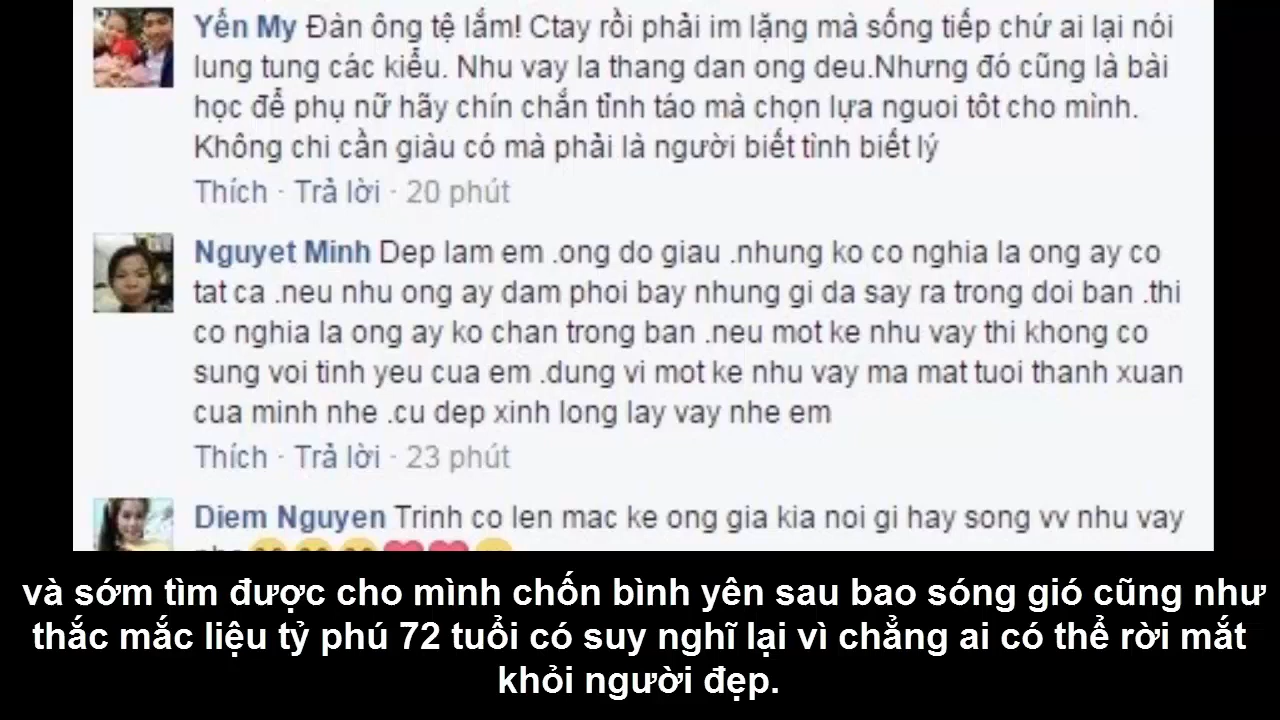 Yến My Đàn ông tệ lắm! Ctay rồi phải im lặng mà sống tiếp chứ ai lại nói
lung tung các kiểu. Nhu vay la thang dan ong deu.Nhưng đó cũng là bài
học để phụ nữ hãy chín chắn tỉnh táo mà chọn lựa nguoi tôt cho mình.
Không chi cần giàu có mà phải là người biết tình biết lý
Thích · Trả lời · 20 phút
Nguyet Minh Dep lam em .ong do giau .nhung ko co nghia la ong ay co
tat ca .neu nhu ong ay dam phoi bay nhung gi da say ra trong doi ban .thi
co nghia la ong ay ko chan trong ban .neu mot ke nhu vay thi khong co
sung voi tinh yeu cua em .dung vi mot ke nhu vay ma mat tuoi thanh xuan
cua minh nhe .cu dep xinh long lay vay nhe em
Thích · Trả lời · 23 phút
Diem Nguyen Trinh co len mac ke ong gia kia noi gi hay song vv nhu vay
và sớm tìm được cho mình chốn bình yên sau bao sóng gió cũng như
thắc mắc liệu tỷ phú 72 tuổi có suy nghĩ lại vì chẳng ai có thể rời mắt
khỏi người đẹp.